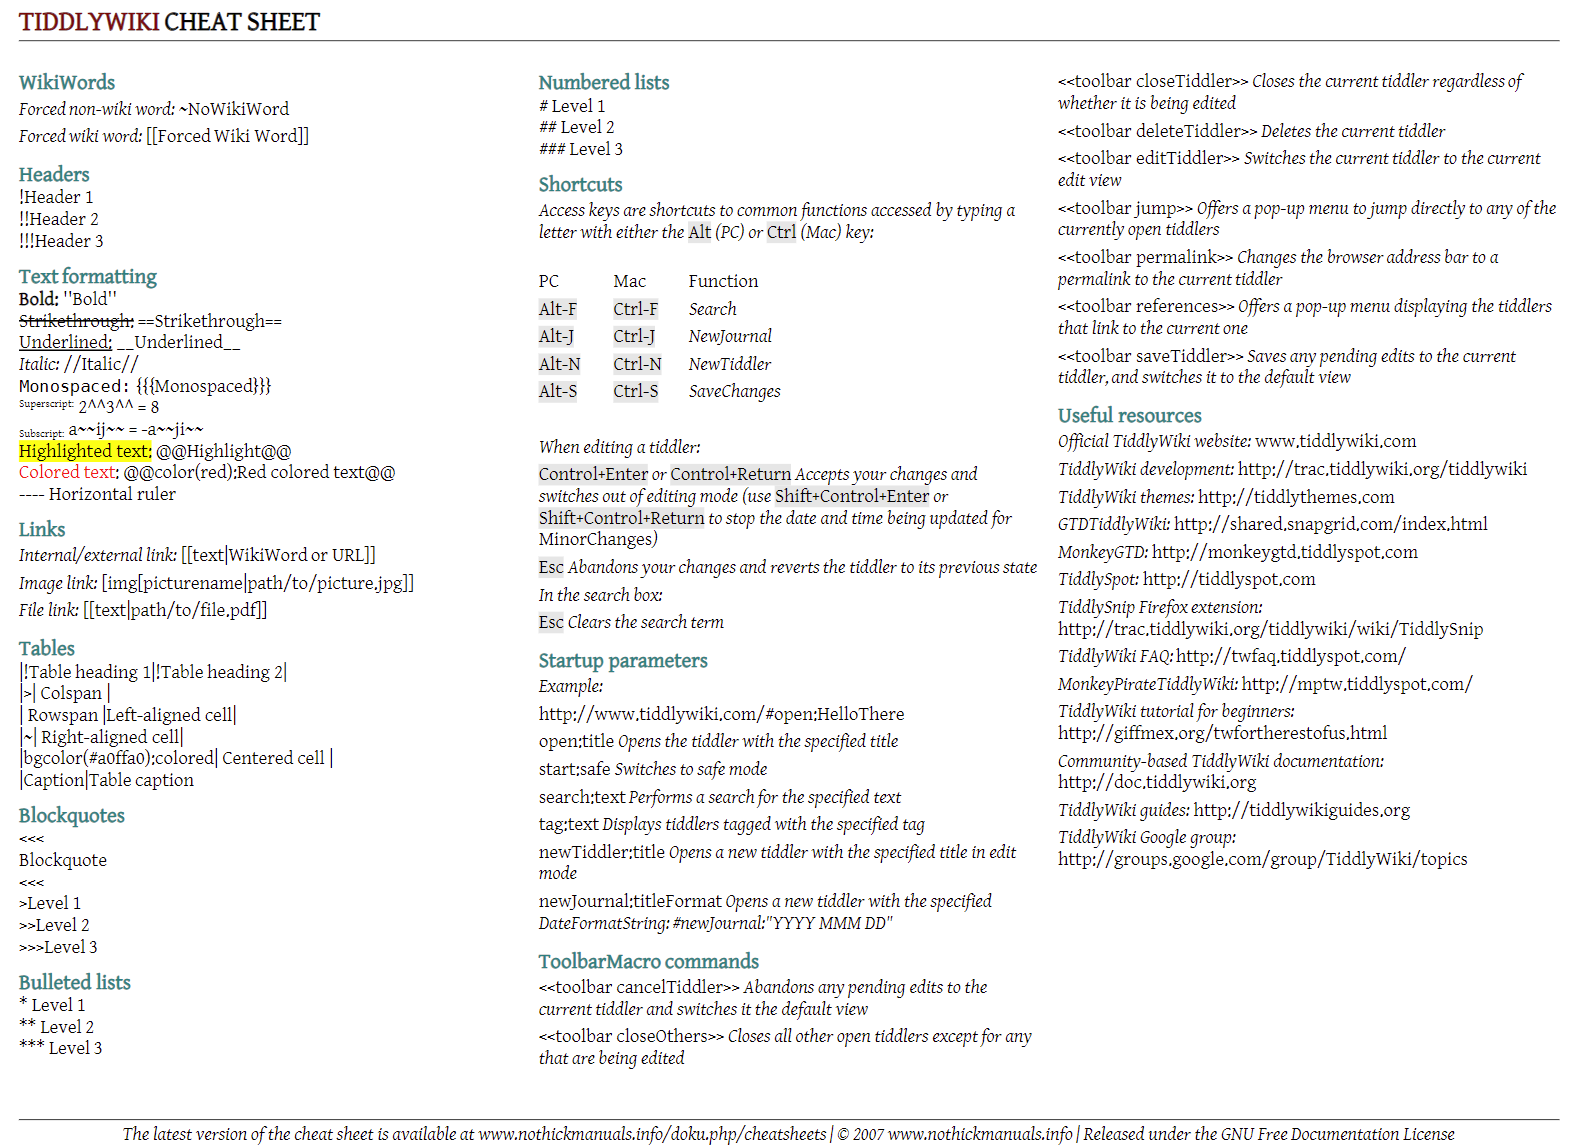 TIDDLYWIKI CHEAT SHEET
WikiWords
Forced non-wiki word: ~NoWikiWord
Forced wiki word: [[Forced Wiki Word]]
Headers
!Header 1
!!Header 2
!!!Header 3
Text formatting
Bold: ''Bold''
Strikethrough: ==Strikethrough==
Underlined: __Underlined__
Italic: //Italic//
Monospaced: {{{Monospaced}}}
Superscript: 2^^3^^ = 8
Subscript: a~~ij~~ = -a~~ji~~
Highlighted text: @@Highlight@@
Colored text: @@color(red):Red colored text@@
---- Horizontal ruler
Links
Internal/external link: [[text|WikiWord or URL]]
Image link: [img[picturename|path/to/picture.jpg]]
File link: [[text|path/to/file.pdf]]
Tables
|!Table heading 1|!Table heading 2|
|>| Colspan |
| Rowspan |Left-aligned cell|
|~| Right-aligned cell|
|bgcolor(#a0ffa0):colored| Centered cell |
|Caption|Table caption
Blockquotes
<<<
Blockquote
<<<
>Level 1
>>Level 2
>>>Level 3
Bulleted lists
* Level 1
** Level 2
*** Level 3
Numbered lists
# Level 1
## Level 2
### Level 3
Shortcuts
Access keys are shortcuts to common functions accessed by typing a
letter with either the Alt (PC) or Ctrl (Mac) key:
PC Mac Function
Alt-F Ctrl-F Search
Alt-J Ctrl-J NewJournal
Alt-N Ctrl-N NewTiddler
Alt-S Ctrl-S SaveChanges
When editing a tiddler:
Control+Enter or Control+Return Accepts your changes and
switches out of editing mode (use Shift+Control+Enter or
Shift+Control+Return to stop the date and time being updated for
MinorChanges)
Esc Abandons your changes and reverts the tiddler to its previous state
In the search box:
Esc Clears the search term
Startup parameters
Example:
http://www.tiddlywiki.com/#open:HelloThere
open:title Opens the tiddler with the specified title
start:safe Switches to safe mode
search:text Performs a search for the specified text
tag:text Displays tiddlers tagged with the specified tag
newTiddler:title Opens a new tiddler with the specified title in edit
mode
newJournal:titleFormat Opens a new tiddler with the specified
DateFormatString: #newJournal:"YYYY MMM DD"
ToolbarMacro commands
<<toolbar cancelTiddler>> Abandons any pending edits to the
current tiddler and switches it the default view
<<toolbar closeOthers>> Closes all other open tiddlers except for any
that are being edited
<<toolbar closeTiddler>> Closes the current tiddler regardless of
whether it is being edited
<<toolbar deleteTiddler>> Deletes the current tiddler
<<toolbar editTiddler>> Switches the current tiddler to the current
edit view
<<toolbar jump>> Offers a pop-up menu to jump directly to any of the
currently open tiddlers
<<toolbar permalink>> Changes the browser address bar to a
permalink to the current tiddler
<<toolbar references>> Offers a pop-up menu displaying the tiddlers
that link to the current one
<<toolbar saveTiddler>> Saves any pending edits to the current
tiddler, and switches it to the default view
Useful resources
Official TiddlyWiki website: www.tiddlywiki.com
TiddlyWiki development: http://trac.tiddlywiki.org/tiddlywiki
TiddlyWiki themes: http://tiddlythemes.com
GTDTiddlyWiki: http://shared.snapgrid.com/index.html
MonkeyGTD: http://monkeygtd.tiddlyspot.com
TiddlySpot: http://tiddlyspot.com
TiddlySnip Firefox extension:
http://trac.tiddlywiki.org/tiddlywiki/wiki/TiddlySnip
TiddlyWiki FAQ: http://twfaq.tiddlyspot.com/
MonkeyPirateTiddlyWiki: http://mptw.tiddlyspot.com/
TiddlyWiki tutorial for beginners:
http://giffmex.org/twfortherestofus.html
Community-based TiddlyWiki documentation:
http://doc.tiddlywiki.org
TiddlyWiki guides: http://tiddlywikiguides.org
TiddlyWiki Google group:
http://groups.google.com/group/TiddlyWiki/topics
The latest version of the cheat sheet is available at www.nothickmanuals.info/doku.php/cheatsheets | © 2007 www.nothickmanuals.info | Released under the GNU Free Documentation License